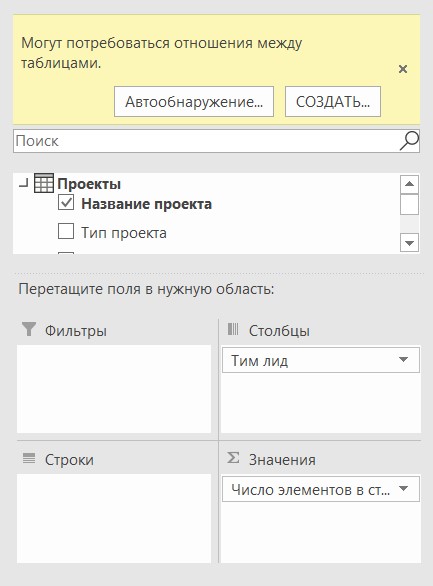 Могут потребоваться отношения между
таблицами.
Автообнаружение...
СОЗДАТЬ...
Поиск
Проекты
Название проекта
Тип проекта
Перетащите поля в нужную область:
Фильтры
Столбцы
Тим лид
Строки
Σ Значения
Число элементов в ст...